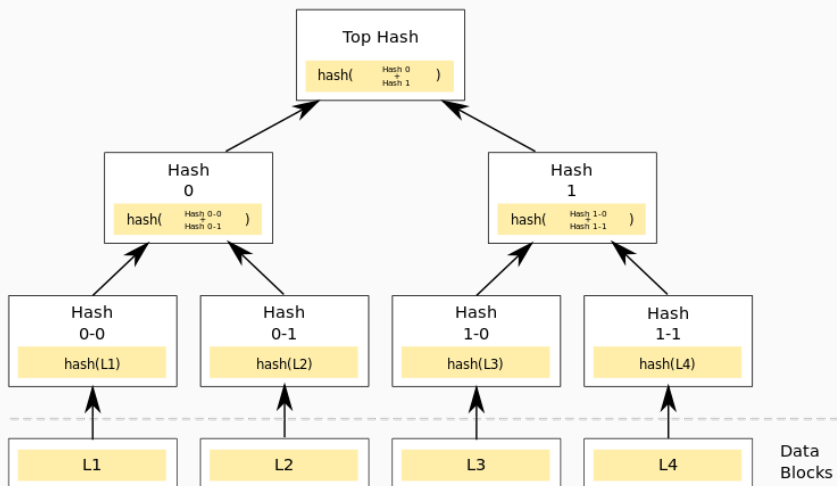 Top Hash
hash( Hash 0 + Hash 1 )
Hash Hash
0 1
hash( Hash 0-0 + Hash 0-1 ) hash( Hash 1-0 + Hash 1-1 )
Hash Hash Hash Hash
0-0 0-1 1-0 1-1
hash(L1) hash(L2) hash(L3) hash(L4)
L1 L2 L3 L4
Data
Blocks